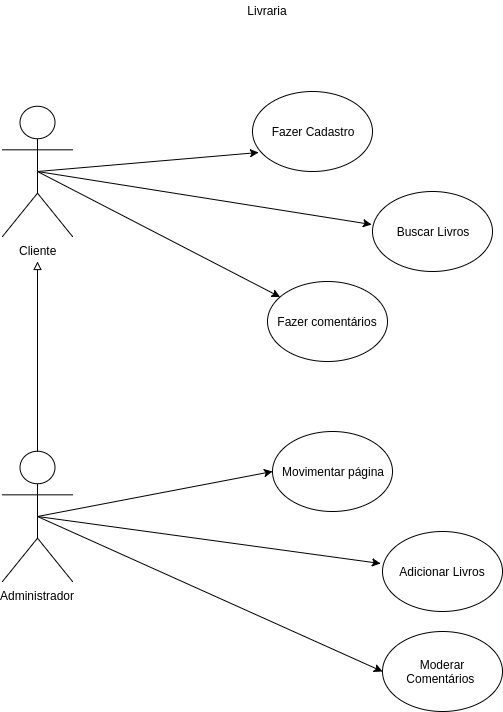 Livraria
Fazer Cadastro
Buscar Livros
Cliente
Fazer comentários
Movimentar página
Adicionar Livros
Administrador
Moderar
Comentários